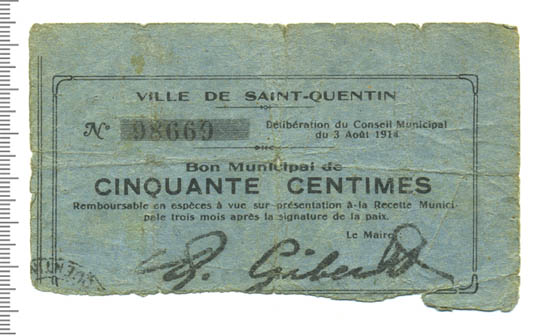 VILLE DE SAINT-QUENTIN
N° 98669
Délibération du Conseil Municipal
du 3 Août 1914
Bon Municipal de
CINQUANTE CENTIMES
Remboursable en espèces à vue sur présentation à la Recette Munici-
pale trois mois après la signature de la paix.
Le Maire